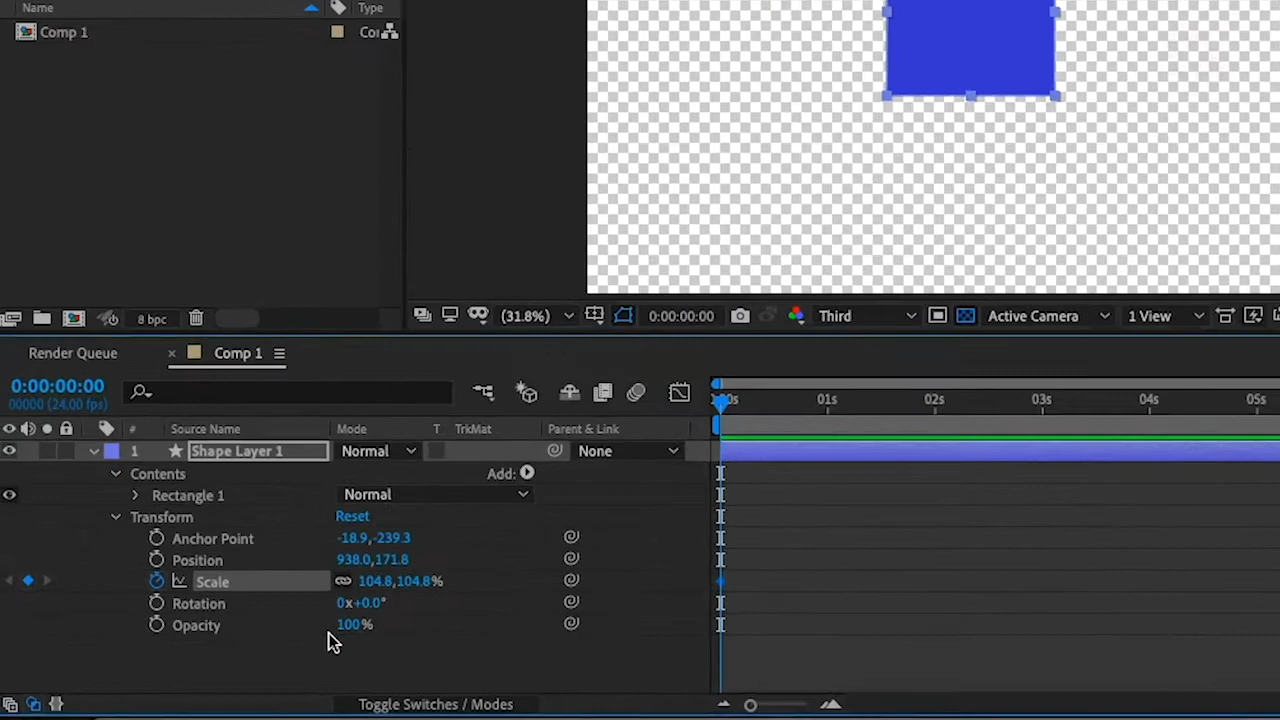 Name Type
Comp 1 Co
8 bpc (31.8%) 0:00:00:00 Third Active Camera 1 View
Render Queue × Comp 1
0:00:00:00
00000 (24.00 fps)
0s 01s 02s 03s 04s 05s
# Source Name Mode T TrkMat Parent & Link
1 Shape Layer 1 Normal None
Contents Add:
Rectangle 1 Normal
Transform Reset
Anchor Point -18.9,-239.3
Position 938.0,171.8
Scale 104.8,104.8%
Rotation 0x+0.0°
Opacity 100%
Toggle Switches / Modes